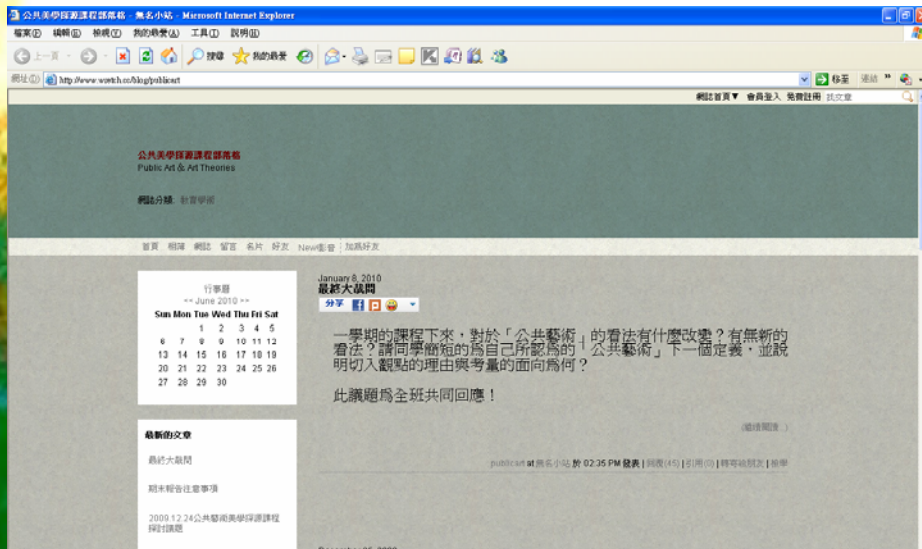 公共美學探源課程部落格 - 無名小站 - Microsoft Internet Explorer
檔案(F) 編輯(E) 檢視(V) 我的最愛(A) 工具(T) 說明(H)
上一頁 搜尋 我的最愛
網址(D) http://www.wretch.cc/blog/publicart 移至 連結 »
網誌首頁▼ 會員登入 免費註冊 找文章
公共美學探源課程部落格
Public Art & Art Theories
網誌分類: 教育學術
首頁 相簿 網誌 留言 名片 好友 New影音 加為好友
行事曆
<< June 2010 >>
Sun Mon Tue Wed Thu Fri Sat
1 2 3 4 5
6 7 8 9 10 11 12
13 14 15 16 17 18 19
20 21 22 23 24 25 26
27 28 29 30
最新的文章
最終大哉問
期末報告注意事項
2009.12.24公共藝術美學探源課程
探討議題
January 8, 2010
最終大哉問
分享
一學期的課程下來，對於「公共藝術」的看法有什麼改變？有無新的
看法？請同學簡短的為自己所認為的「公共藝術」下一個定義，並說
明切入觀點的理由與考量的面向為何？
此議題為全班共同回應！
(繼續閱讀...)
publicart at 無名小站 於 02:35 PM 發表 | 回應(45) | 引用(0) | 轉寄給朋友 | 檢舉